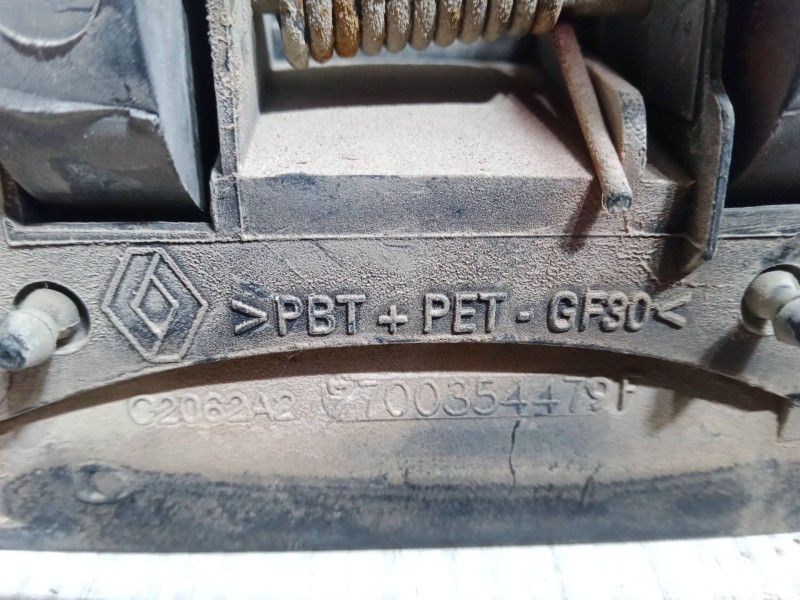 >PBT + PET - GF30<
C2062A2 7700354479F